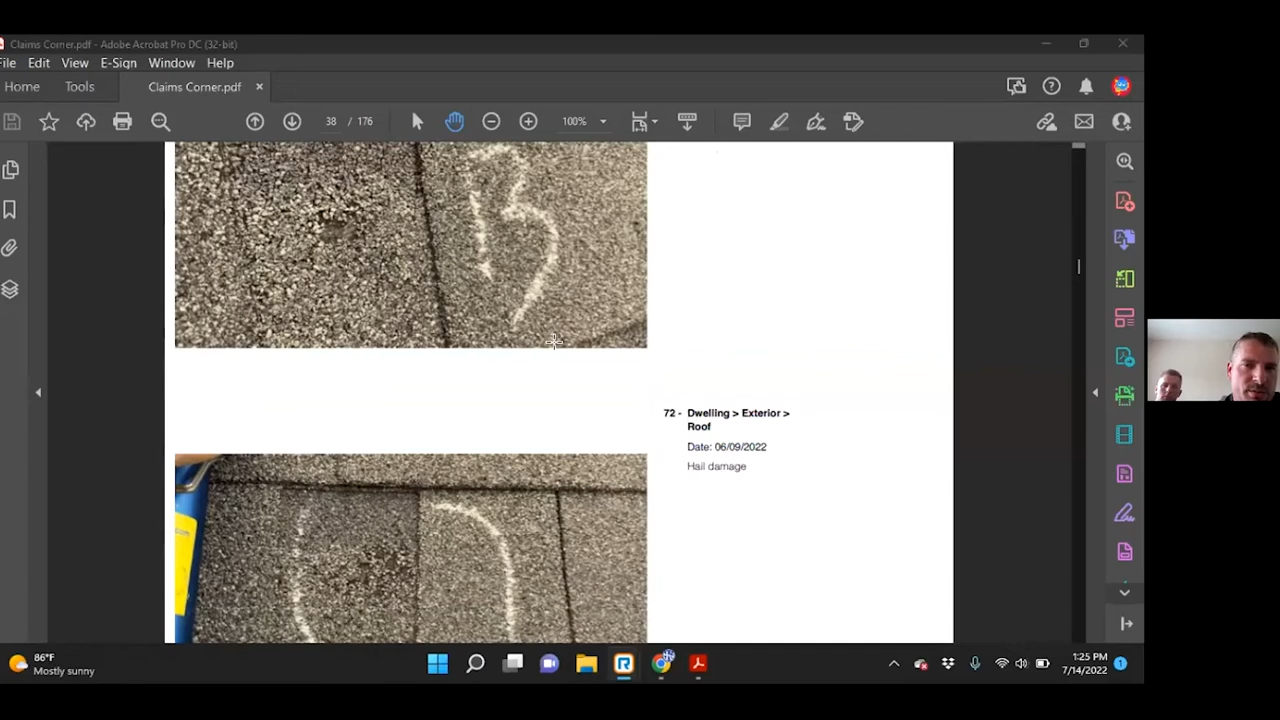 Claims Corner.pdf - Adobe Acrobat Pro DC (32-bit)
File Edit View E-Sign Window Help
Home Tools Claims Corner.pdf
38 / 176 100%
13
72 - Dwelling > Exterior >
Roof
Date: 06/09/2022
Hail damage
86°F
Mostly sunny
1:25 PM
7/14/2022
1